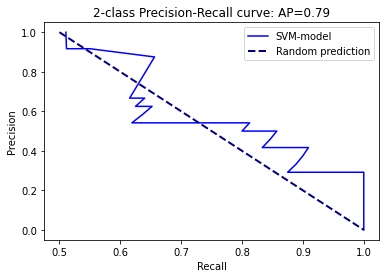 2-class Precision-Recall curve: AP=0.79
SVM-model
Random prediction
Precision
1.0
0.8
0.6
0.4
0.2
0.0
0.5 0.6 0.7 0.8 0.9 1.0
Recall